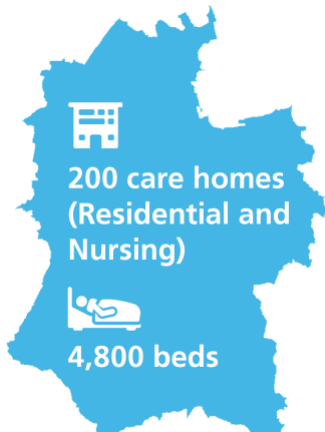 200 care homes
(Residential and
Nursing)
4,800 beds